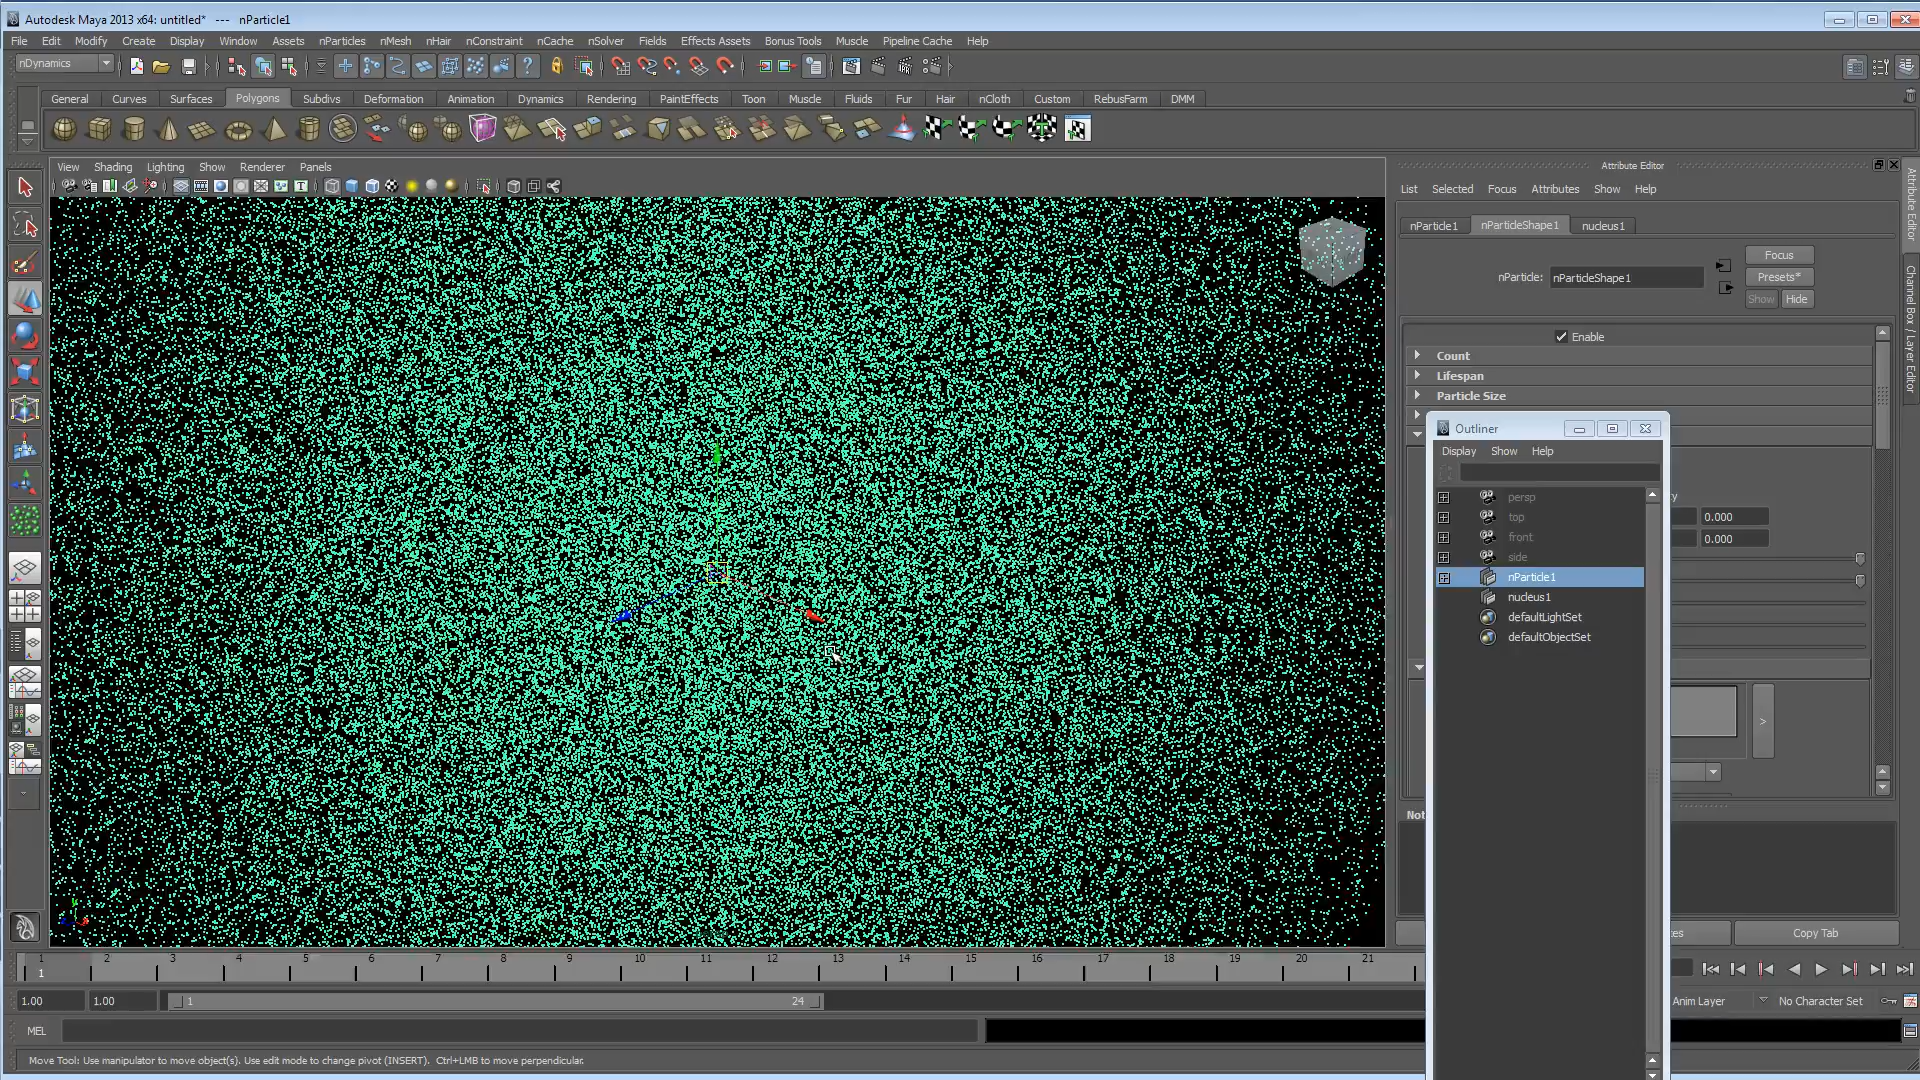 Autodesk Maya 2013 x64: untitled*   ---   nParticle1
File Edit Modify Create Display Window Assets nParticles nMesh nHair nConstraint nCache nSolver Fields Effects Assets Bonus Tools Muscle Pipeline Cache Help
nDynamics
General Curves Surfaces Polygons Subdivs Deformation Animation Dynamics Rendering PaintEffects Toon Muscle Fluids Fur Hair nCloth Custom RebusFarm DMM
View Shading Lighting Show Renderer Panels
Attribute Editor
List Selected Focus Attributes Show Help
nParticle1 nParticleShape1 nucleus1
Focus
nParticle: nParticleShape1 Presets*
Show Hide
Enable
Count
Lifespan
Particle Size
Attribute Editor
Channel Box / Layer Editor
Outliner
Display Show Help
persp
top
front
side
nParticle1
nucleus1
defaultLightSet
defaultObjectSet
0.000
0.000
>
Copy Tab
1 2 3 4 5 6 7 8 9 10 11 12 13 14 15 16 17 18 19 20 21
1
1.00 1.00 1 24
Anim Layer No Character Set
MEL
Move Tool: Use manipulator to move object(s). Use edit mode to change pivot (INSERT).  Ctrl+LMB to move perpendicular.